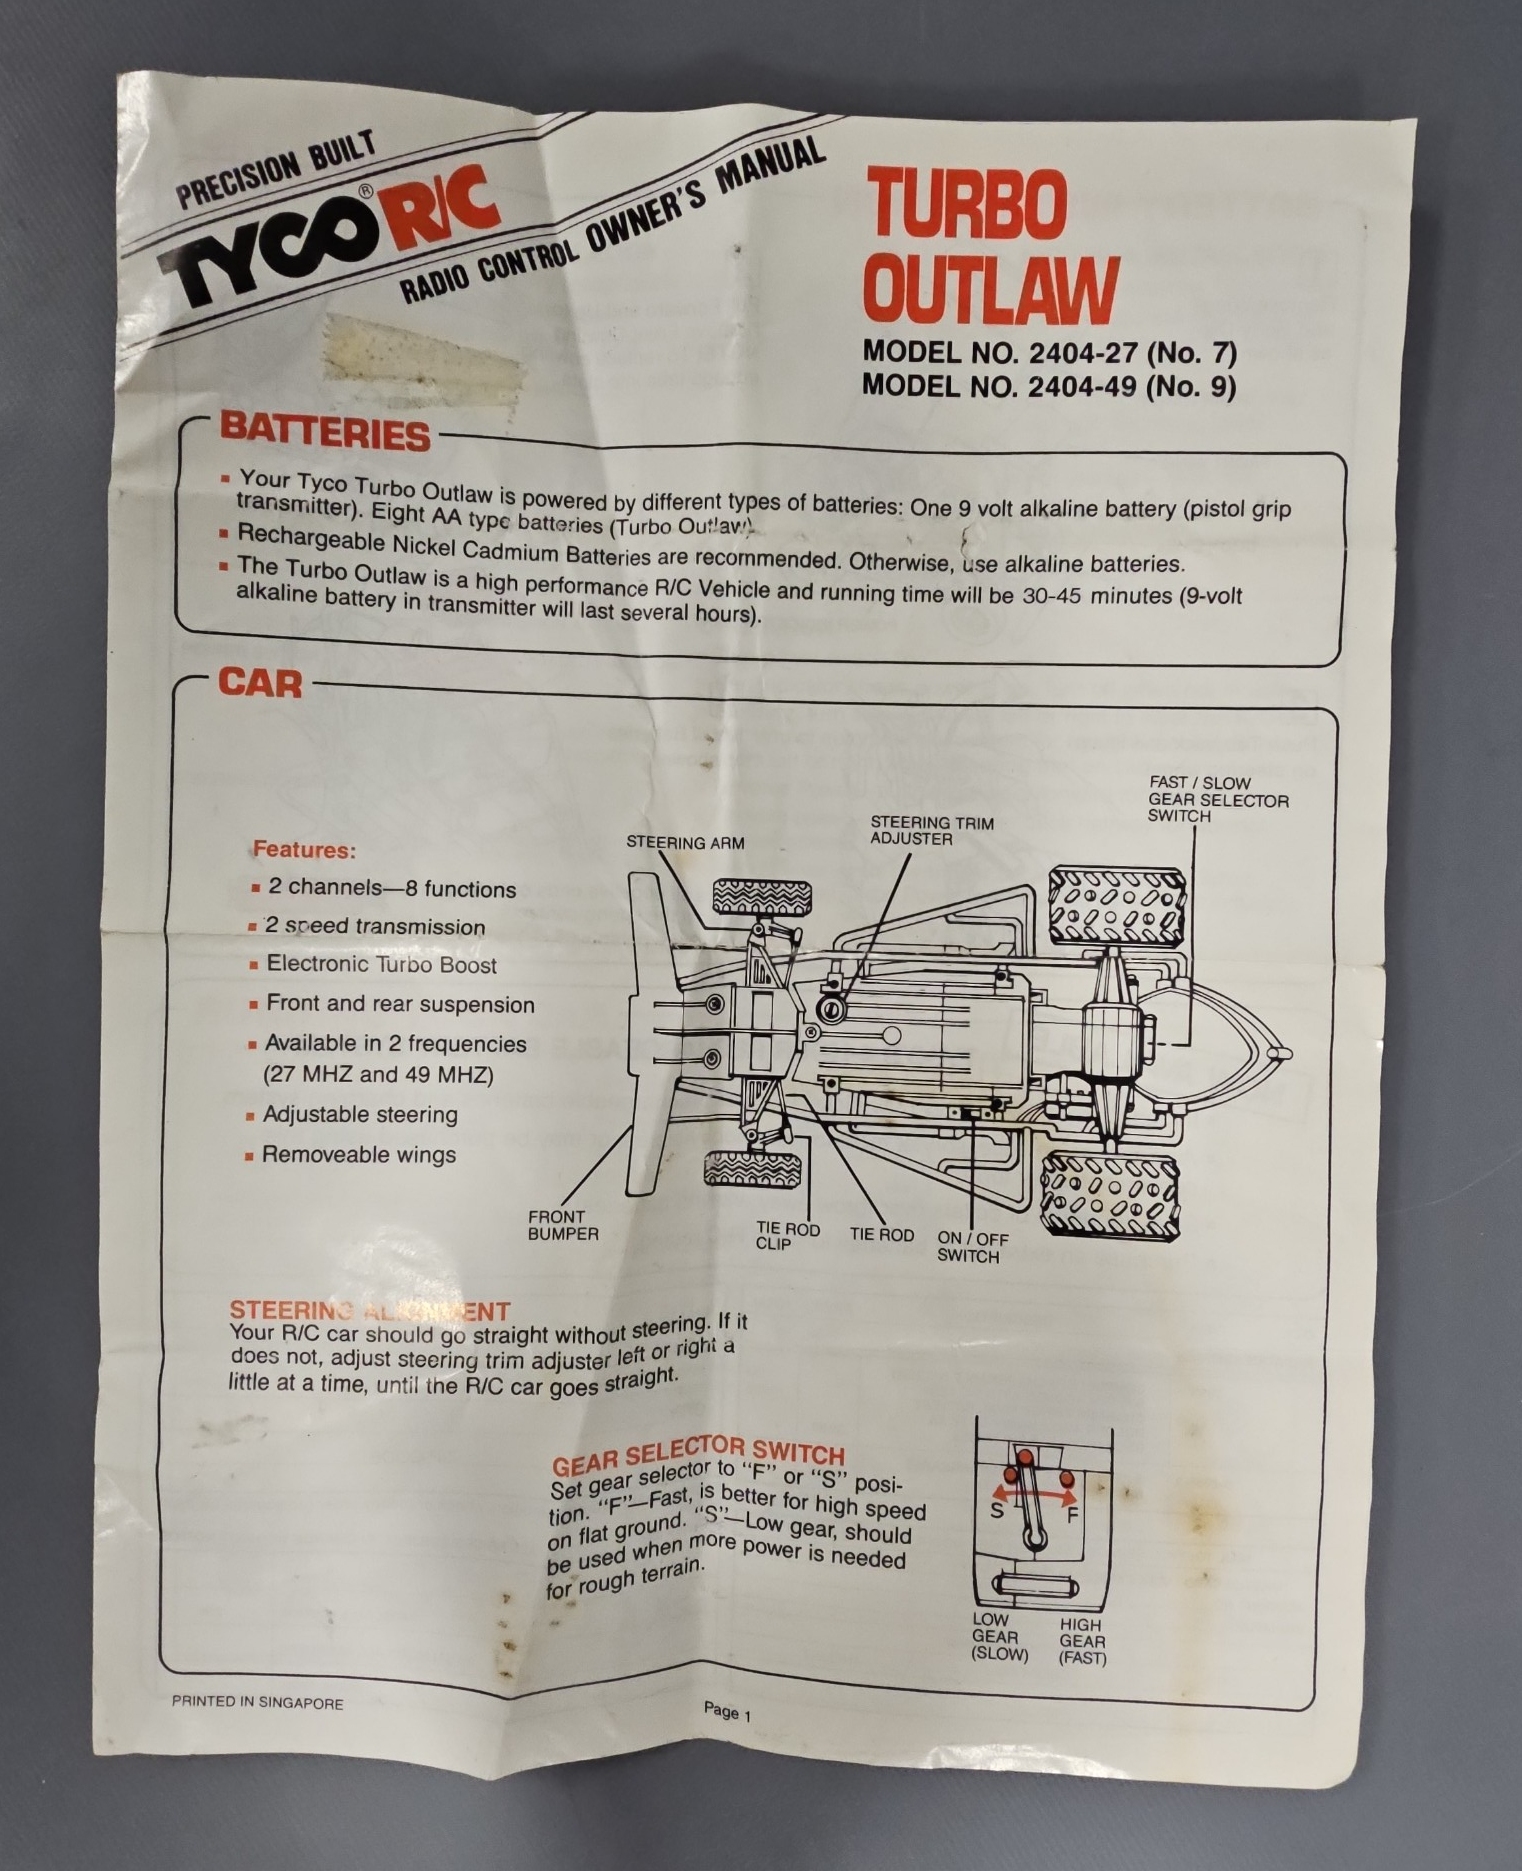 PRECISION BUILT
TYCO® R/C
RADIO CONTROL OWNER'S MANUAL
TURBO
OUTLAW
MODEL NO. 2404-27 (No. 7)
MODEL NO. 2404-49 (No. 9)
BATTERIES
▪ Your Tyco Turbo Outlaw is powered by different types of batteries: One 9 volt alkaline battery (pistol grip
transmitter). Eight AA type batteries (Turbo Outlaw).
▪ Rechargeable Nickel Cadmium Batteries are recommended. Otherwise, use alkaline batteries.
▪ The Turbo Outlaw is a high performance R/C Vehicle and running time will be 30-45 minutes (9-volt
alkaline battery in transmitter will last several hours).
CAR
Features:
▪ 2 channels—8 functions
▪ 2 speed transmission
▪ Electronic Turbo Boost
▪ Front and rear suspension
▪ Available in 2 frequencies
(27 MHZ and 49 MHZ)
▪ Adjustable steering
▪ Removeable wings
STEERING ARM
STEERING TRIM
ADJUSTER
FAST / SLOW
GEAR SELECTOR
SWITCH
FRONT
BUMPER
TIE ROD
CLIP
TIE ROD
ON / OFF
SWITCH
STEERING ALIGNMENT
Your R/C car should go straight without steering. If it
does not, adjust steering trim adjuster left or right a
little at a time, until the R/C car goes straight.
GEAR SELECTOR SWITCH
Set gear selector to "F" or "S" posi-
tion. "F"—Fast, is better for high speed
on flat ground. "S"—Low gear, should
be used when more power is needed
for rough terrain.
S
F
LOW
GEAR
(SLOW)
HIGH
GEAR
(FAST)
PRINTED IN SINGAPORE
Page 1